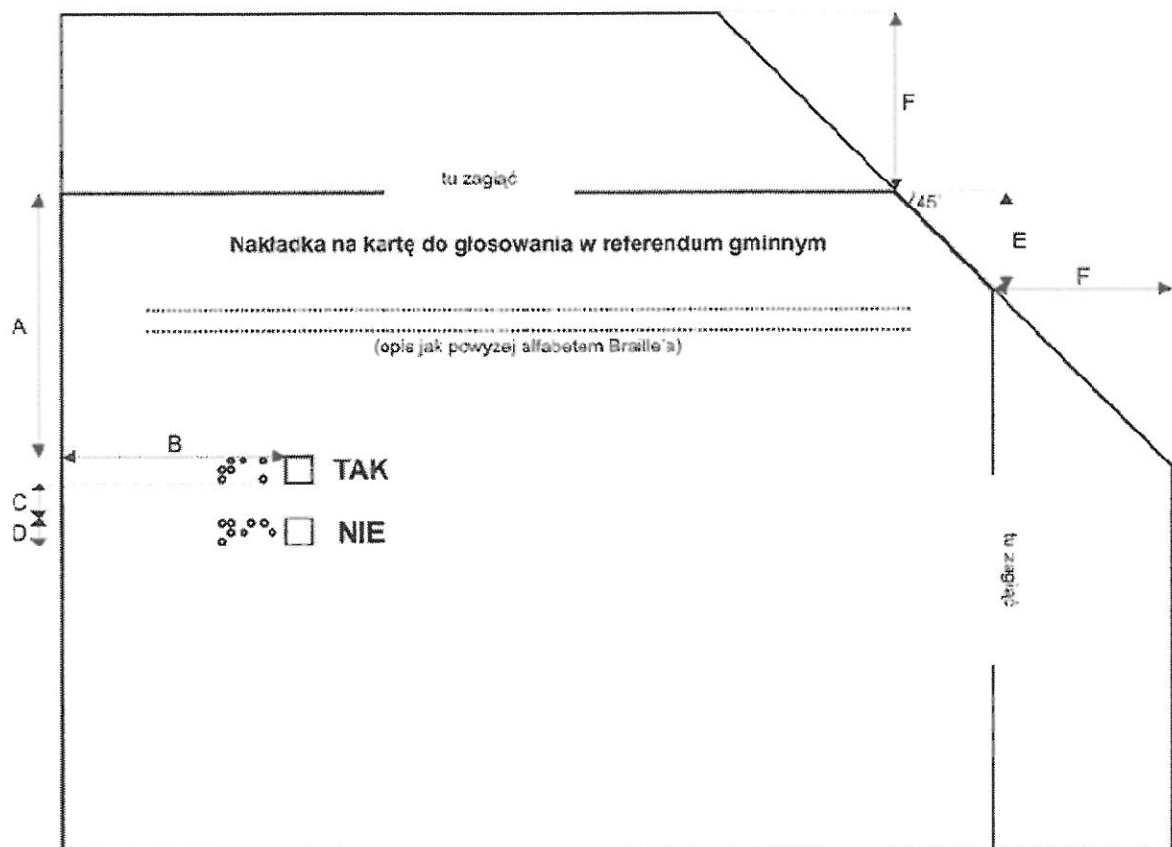 F
tu zagiąć
45°
Nakładka na kartę do głosowania w referendum gminnym
E
F
A
(opis jak powyżej alfabetem Braille'a)
B
TAK
C
D
NIE
tu zagiąć